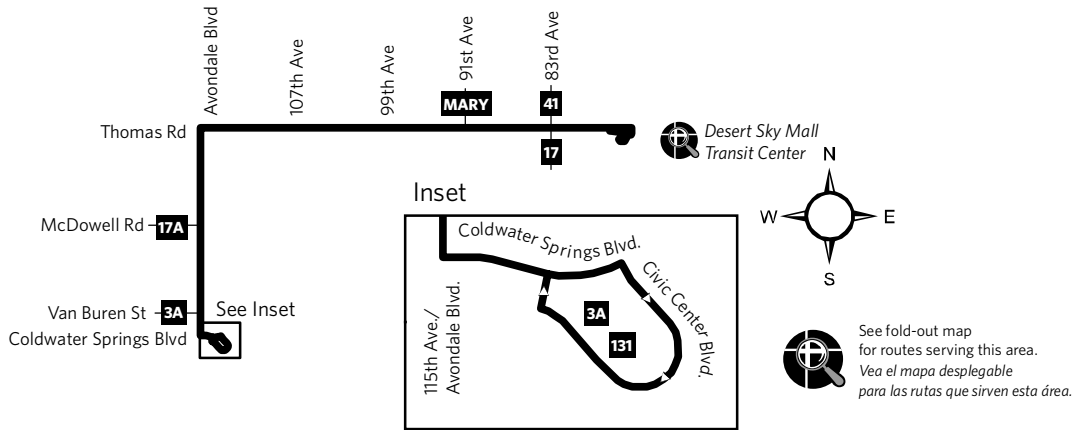 Avondale Blvd
107th Ave
99th Ave
91st Ave
83rd Ave
MARY
41
Thomas Rd
17
Desert Sky Mall
Transit Center
N
W
E
S
McDowell Rd
17A
Van Buren St
3A
See Inset
Coldwater Springs Blvd
Inset
Coldwater Springs Blvd.
Civic Center Blvd.
115th Ave./
Avondale Blvd.
3A
131
See fold-out map
for routes serving this area.
Vea el mapa desplegable
para las rutas que sirven esta área.